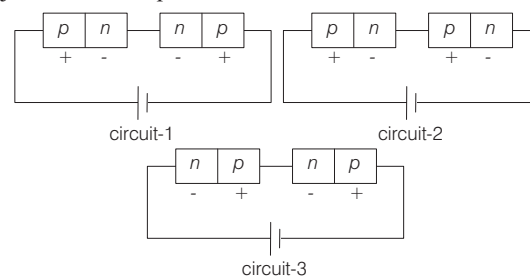 p n n p p n p n
+ - - + + - + -
circuit-1 circuit-2
n p n p
- + - +
circuit-3